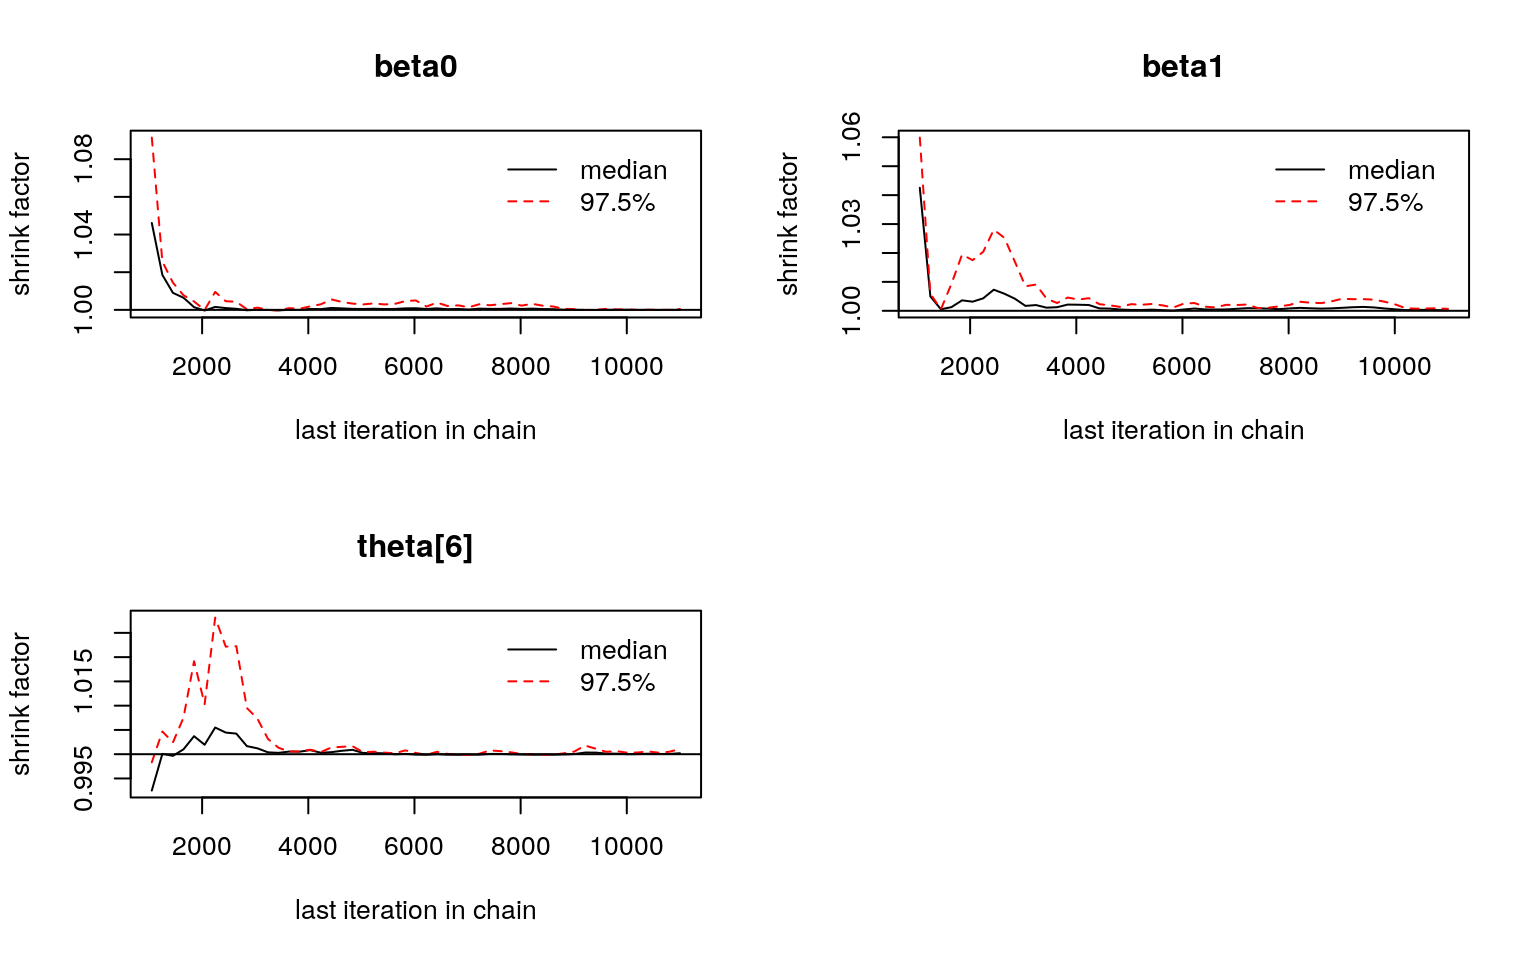 beta0
shrink factor
1.00 1.04 1.08
median
97.5%
2000 4000 6000 8000 10000
last iteration in chain
beta1
shrink factor
1.00 1.03 1.06
median
97.5%
2000 4000 6000 8000 10000
last iteration in chain
theta[6]
shrink factor
0.995 1.015
median
97.5%
2000 4000 6000 8000 10000
last iteration in chain